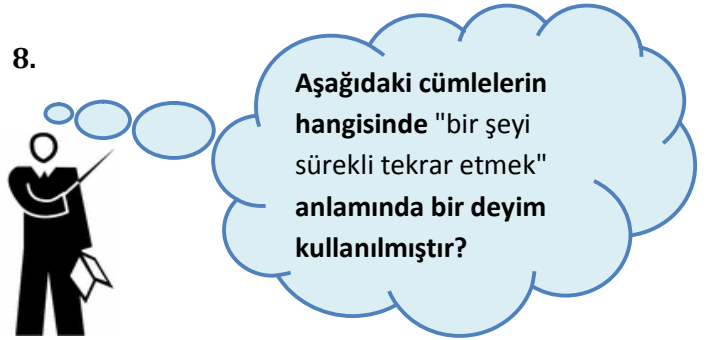 8.
Aşağıdaki cümlelerin
hangisinde "bir şeyi
sürekli tekrar etmek"
anlamında bir deyim
kullanılmıştır?